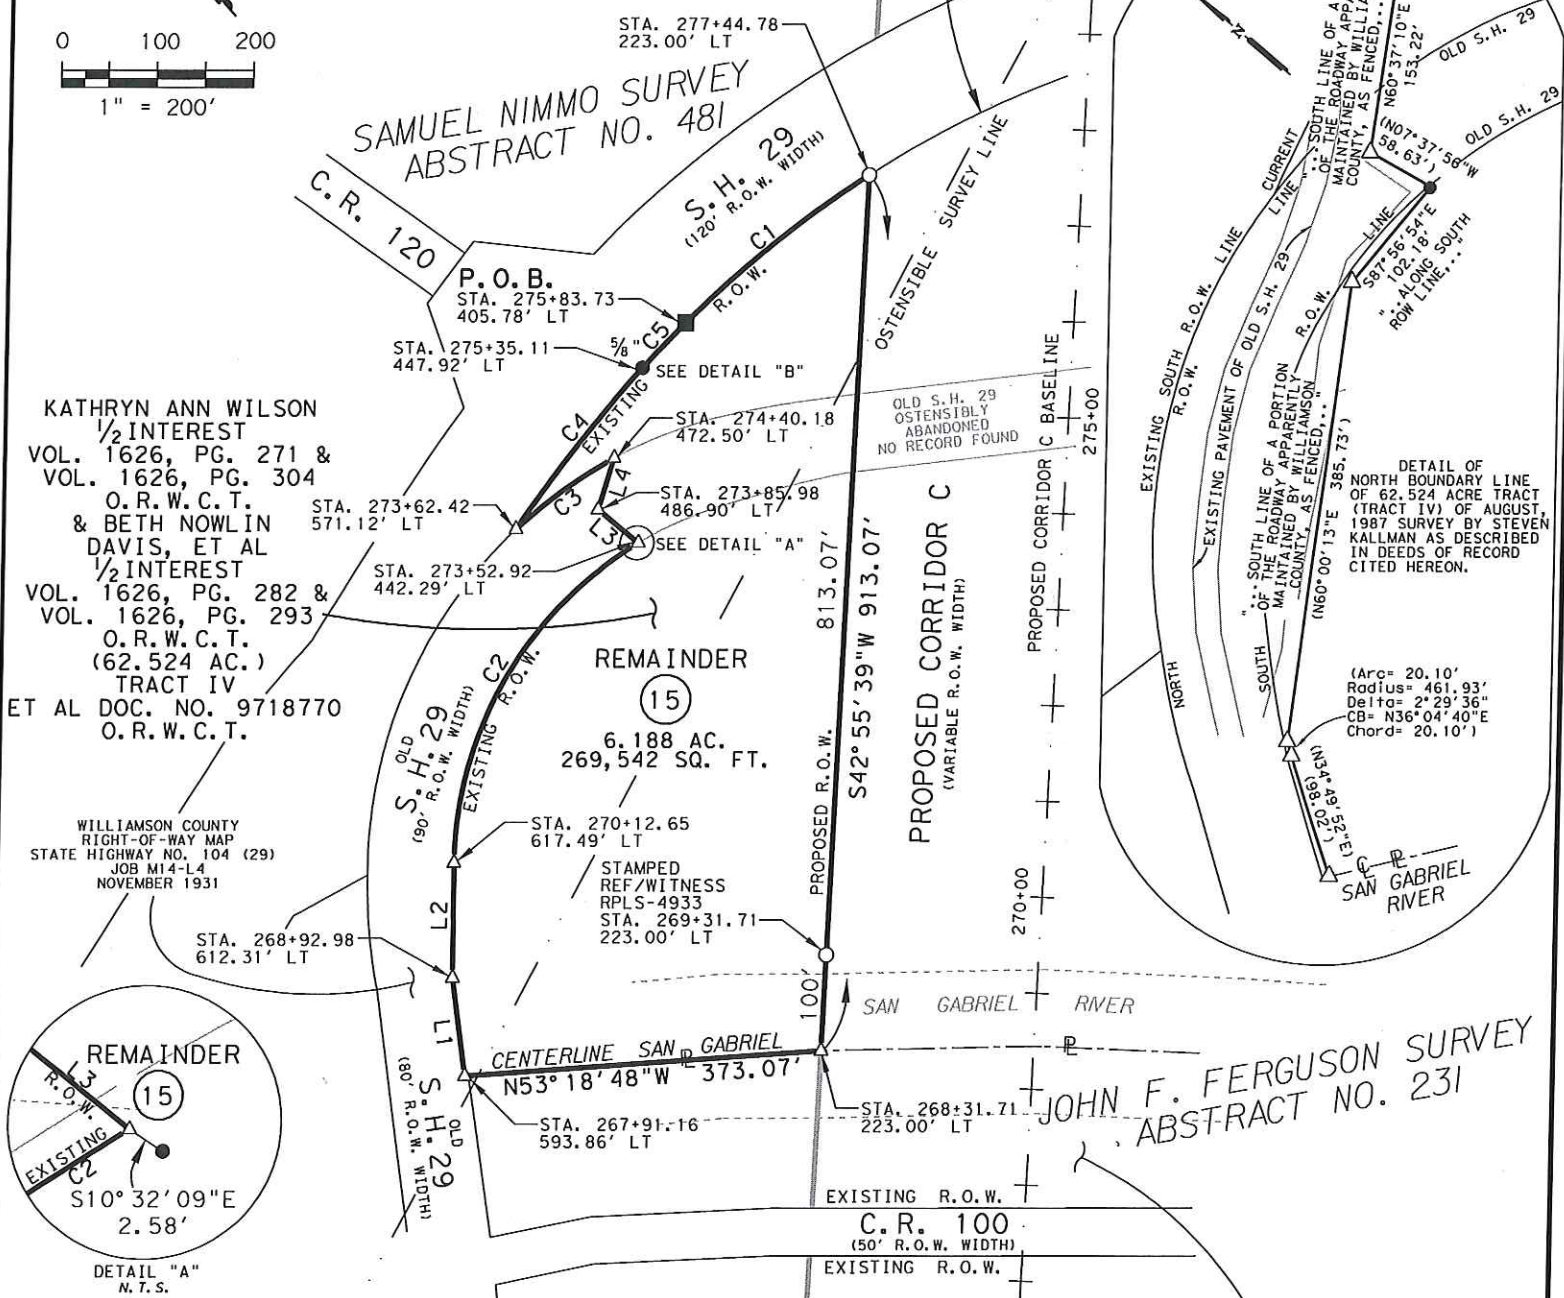 0 100 200
1" = 200'
SAMUEL NIMMO SURVEY
ABSTRACT NO. 481
C.R. 120
S.H. 29
(120' R.O.W. WIDTH)
STA. 277+44.78
223.00' LT
C1
R.O.W.
P.O.B.
STA. 275+83.73
405.78' LT
C5
STA. 275+35.11
447.92' LT
5/8"
SEE DETAIL "B"
C4
EXISTING
STA. 274+40.18
472.50' LT
OSTENSIBLE SURVEY LINE
OLD S.H. 29
OSTENSIBLY
ABANDONED
NO RECORD FOUND
PROPOSED CORRIDOR C BASELINE
275+00
KATHRYN ANN WILSON
1/2 INTEREST
VOL. 1626, PG. 271 &
VOL. 1626, PG. 304
O.R.W.C.T.
& BETH NOWLIN
DAVIS, ET AL
1/2 INTEREST
VOL. 1626, PG. 282 &
VOL. 1626, PG. 293
O.R.W.C.T.
(62.524 AC.)
TRACT IV
ET AL DOC. NO. 9718770
O.R.W.C.T.
STA. 273+62.42
571.12' LT
C3
L4
STA. 273+85.98
486.90' LT
L3
SEE DETAIL "A"
STA. 273+52.92
442.29' LT
813.07'
S42°55'39"W 913.07'
PROPOSED CORRIDOR C
(VARIABLE R.O.W. WIDTH)
REMAINDER
15
6.188 AC.
269,542 SQ. FT.
C2
EXISTING R.O.W.
OLD
S.H. 29
(90' R.O.W. WIDTH)
PROPOSED R.O.W.
WILLIAMSON COUNTY
RIGHT-OF-WAY MAP
STATE HIGHWAY NO. 104 (29)
JOB M14-L4
NOVEMBER 1931
STA. 270+12.65
617.49' LT
STAMPED
REF/WITNESS
RPLS-4933
STA. 269+31.71
223.00' LT
L2
270+00
STA. 268+92.98
612.31' LT
100'
SAN GABRIEL RIVER
L1
CENTERLINE SAN GABRIEL
PL
N53°18'48"W 373.07'
PL
STA. 267+91.16
593.86' LT
STA. 268+31.71
223.00' LT
JOHN F. FERGUSON SURVEY
ABSTRACT NO. 231
OLD
S.H. 29
(80' R.O.W. WIDTH)
EXISTING R.O.W.
C.R. 100
(50' R.O.W. WIDTH)
EXISTING R.O.W.
REMAINDER
15
L3
R.O.W.
EXISTING
C2
S10°32'09"E
2.58'
DETAIL "A"
N.T.S.
N
N60°37'10"E
153.22'
OLD S.H. 29
OLD S.H. 29
(N07°37'58"W
58.63')
S87°56'54"E
102.18'
"...ALONG SOUTH
ROW LINE,..."
CURRENT
LINE
EXISTING SOUTH R.O.W. LINE
R.O.W.
NORTH
EXISTING PAVEMENT OF OLD S.H. 29
SOUTH
R.O.W.
LINE
"...SOUTH LINE OF A PORTION
OF THE ROADWAY APPARENTLY
MAINTAINED BY WILLIAMSON
COUNTY, AS FENCED,..."
(N60°00'13"E 385.73')
DETAIL OF
NORTH BOUNDARY LINE
OF 62.524 ACRE TRACT
(TRACT IV) OF AUGUST,
1987 SURVEY BY STEVEN
KALLMAN AS DESCRIBED
IN DEEDS OF RECORD
CITED HEREON.
(Arc= 20.10'
Radius= 461.93'
Delta= 2°29'36"
CB= N36°04'40"E
Chord= 20.10')
(N34°49'52"E)
(98.02')
CL PL
SAN GABRIEL
RIVER